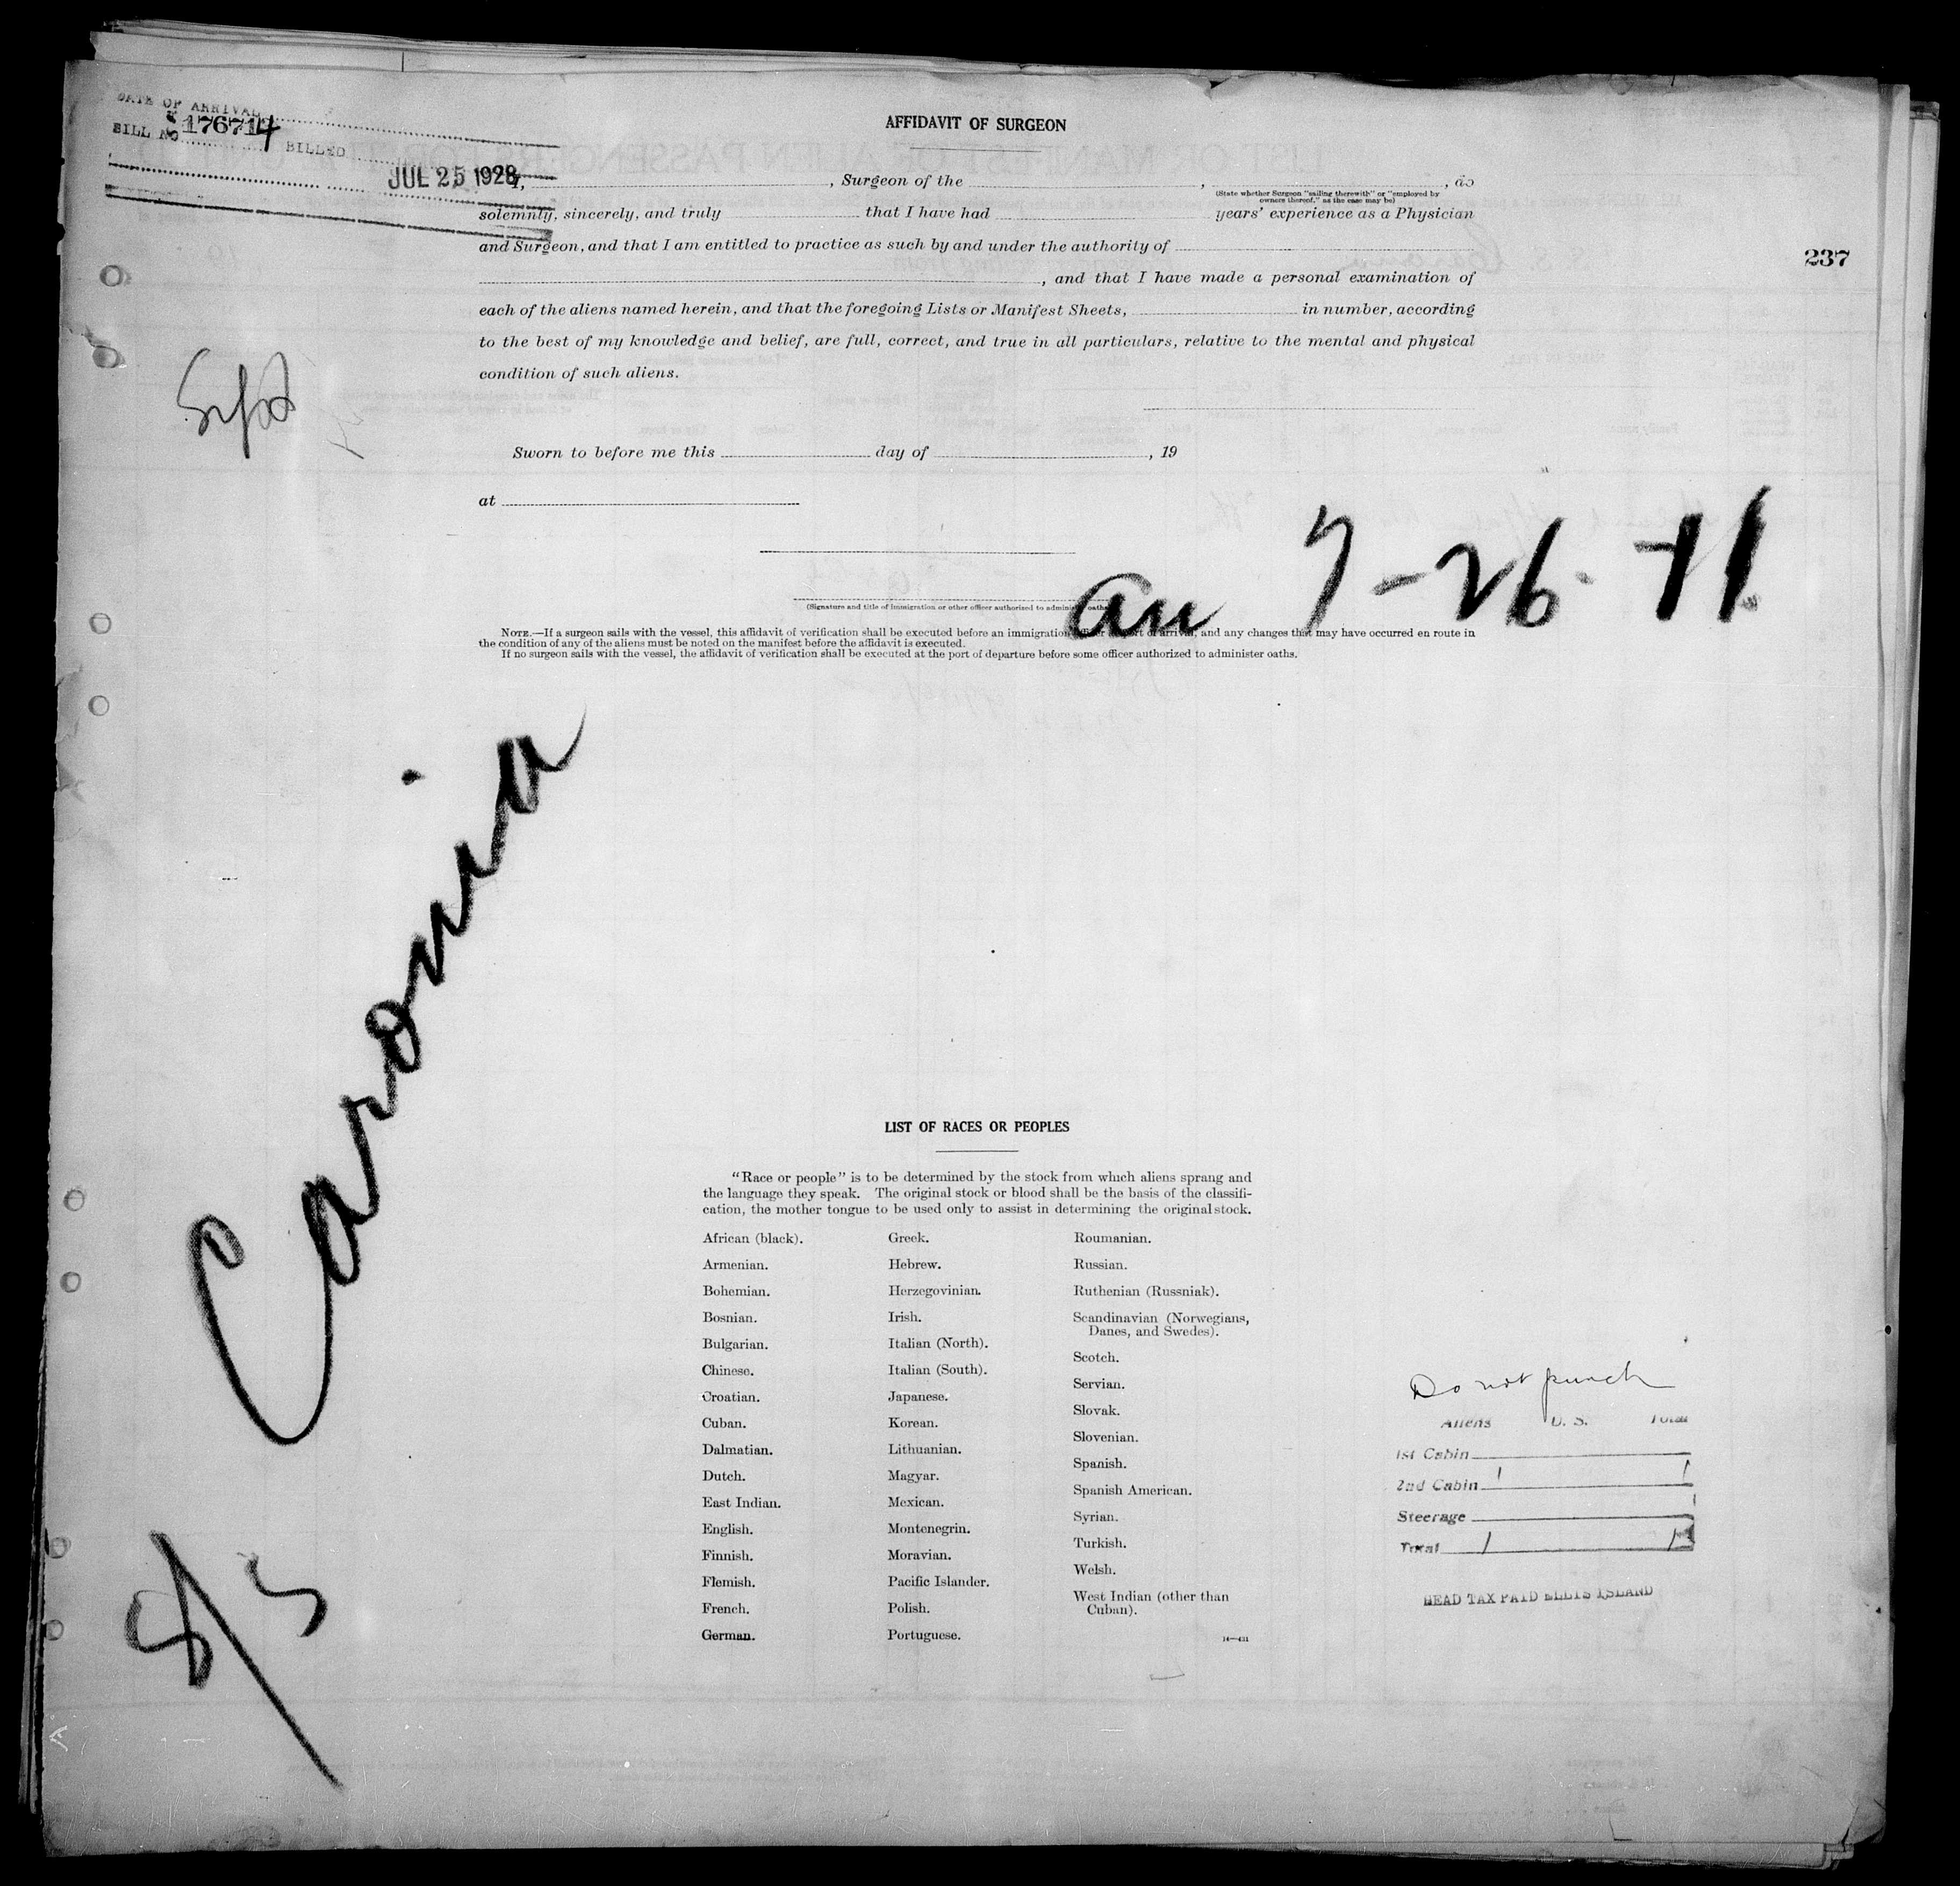 DATE OF ARRIVAL
BILL NO 176714 BILLED
JUL 25 1928
AFFIDAVIT OF SURGEON
, Surgeon of the , , do
(State whether Surgeon "sailing therewith" or "employed by
owners thereof," as the case may be)
solemnly, sincerely, and truly that I have had years' experience as a Physician
and Surgeon, and that I am entitled to practice as such by and under the authority of
, and that I have made a personal examination of
237
each of the aliens named herein, and that the foregoing Lists or Manifest Sheets, in number, according
to the best of my knowledge and belief, are full, correct, and true in all particulars, relative to the mental and physical
condition of such aliens.
Sworn to before me this day of , 19
at
(Signature and title of immigration or other officer authorized to administer oaths
7-26-11
NOTE.—If a surgeon sails with the vessel, this affidavit of verification shall be executed before an immigration officer at port of arrival, and any changes that may have occurred en route in
the condition of any of the aliens must be noted on the manifest before the affidavit is executed.
If no surgeon sails with the vessel, the affidavit of verification shall be executed at the port of departure before some officer authorized to administer oaths.
Caronia
LIST OF RACES OR PEOPLES
"Race or people" is to be determined by the stock from which aliens sprang and
the language they speak. The original stock or blood shall be the basis of the classifi-
cation, the mother tongue to be used only to assist in determining the original stock.
African (black).
Armenian.
Bohemian.
Bosnian.
Bulgarian.
Chinese.
Croatian.
Cuban.
Dalmatian.
Dutch.
East Indian.
English.
Finnish.
Flemish.
French.
German.
Greek.
Hebrew.
Herzegovinian.
Irish.
Italian (North).
Italian (South).
Japanese.
Korean.
Lithuanian.
Magyar.
Mexican.
Montenegrin.
Moravian.
Pacific Islander.
Polish.
Portuguese.
Roumanian.
Russian.
Ruthenian (Russniak).
Scandinavian (Norwegians,
Danes, and Swedes).
Scotch.
Servian.
Slovak.
Slovenian.
Spanish.
Spanish American.
Syrian.
Turkish.
Welsh.
West Indian (other than
Cuban).
14—431
Do not punch
Aliens U. S. Total
1st Cabin
2nd Cabin 1 1
Steerage
Total 1 1
HEAD TAX PAID ELLIS ISLAND
8/5